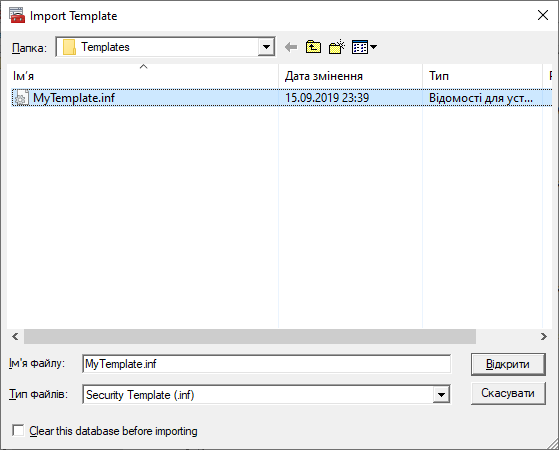 Import Template
Папка: Templates
Ім'я Дата змінення Тип
MyTemplate.inf 15.09.2019 23:39 Відомості для уст...
Ім'я файлу: MyTemplate.inf Відкрити
Тип файлів: Security Template (.inf) Скасувати
Clear this database before importing